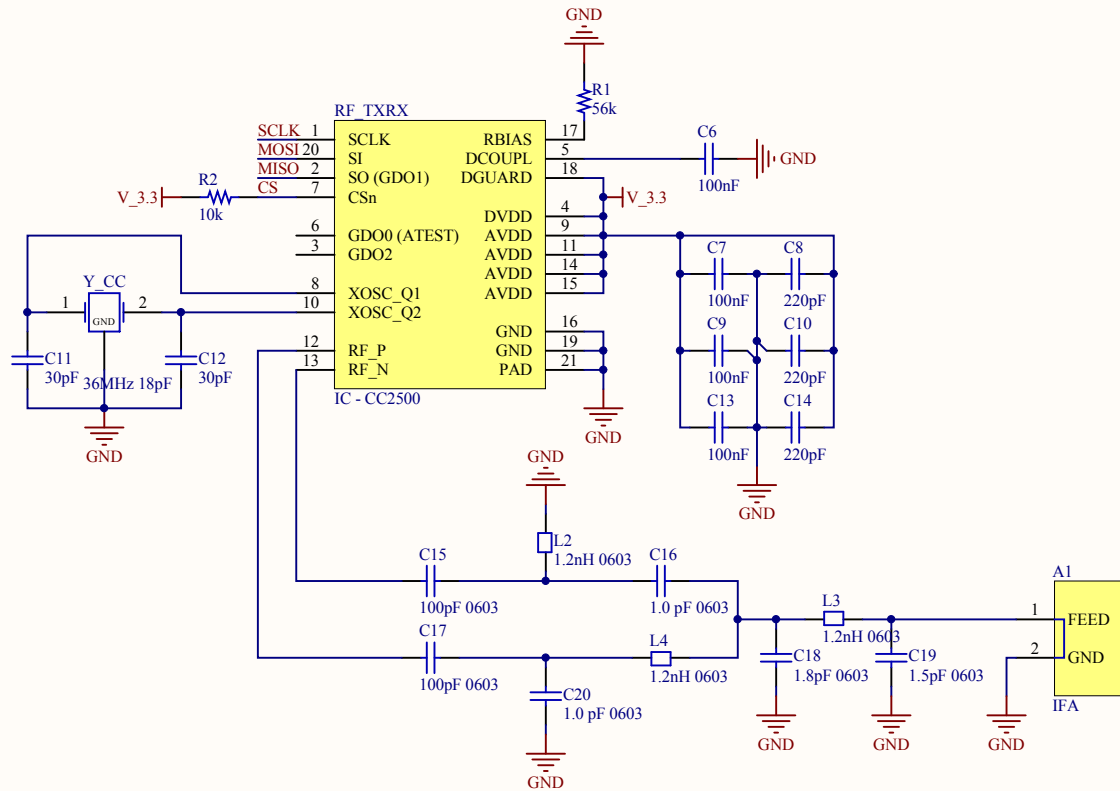 GND
R1
56k
RF_TXRX
SCLK 1 SCLK RBIAS 17
MOSI 20 SI DCOUPL 5
MISO 2 SO (GDO1) DGUARD 18
CS 7 CSn
V_3.3
R2
10k
C6
100nF
GND
V_3.3
6 GDO0 (ATEST) DVDD 4
3 GDO2 AVDD 9
AVDD 11
AVDD 14
AVDD 15
8 XOSC_Q1
10 XOSC_Q2
GND 16
12 RF_P GND 19
13 RF_N PAD 21
IC - CC2500
GND
C7
100nF
C8
220pF
C9
100nF
C10
220pF
C13
100nF
C14
220pF
GND
Y_CC
1 2
GND
C11
30pF
36MHz 18pF
C12
30pF
GND
GND
L2
1.2nH 0603
C15
100pF 0603
C16
1.0 pF 0603
C17
100pF 0603
L4
1.2nH 0603
C20
1.0 pF 0603
GND
L3
1.2nH 0603
C18
1.8pF 0603
GND
C19
1.5pF 0603
GND
A1
1 FEED
2 GND
IFA
GND